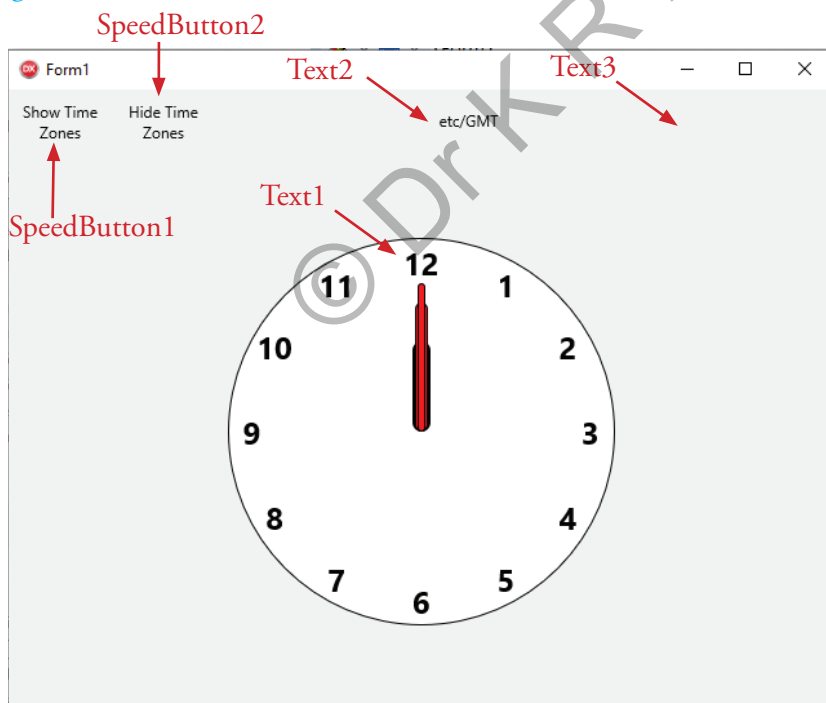 SpeedButton2
Form1
Text2
Text3
Show Time
Zones
Hide Time
Zones
etc/GMT
Text1
SpeedButton1
12
11
1
10
2
9
3
8
4
7
5
6
© Dr K R